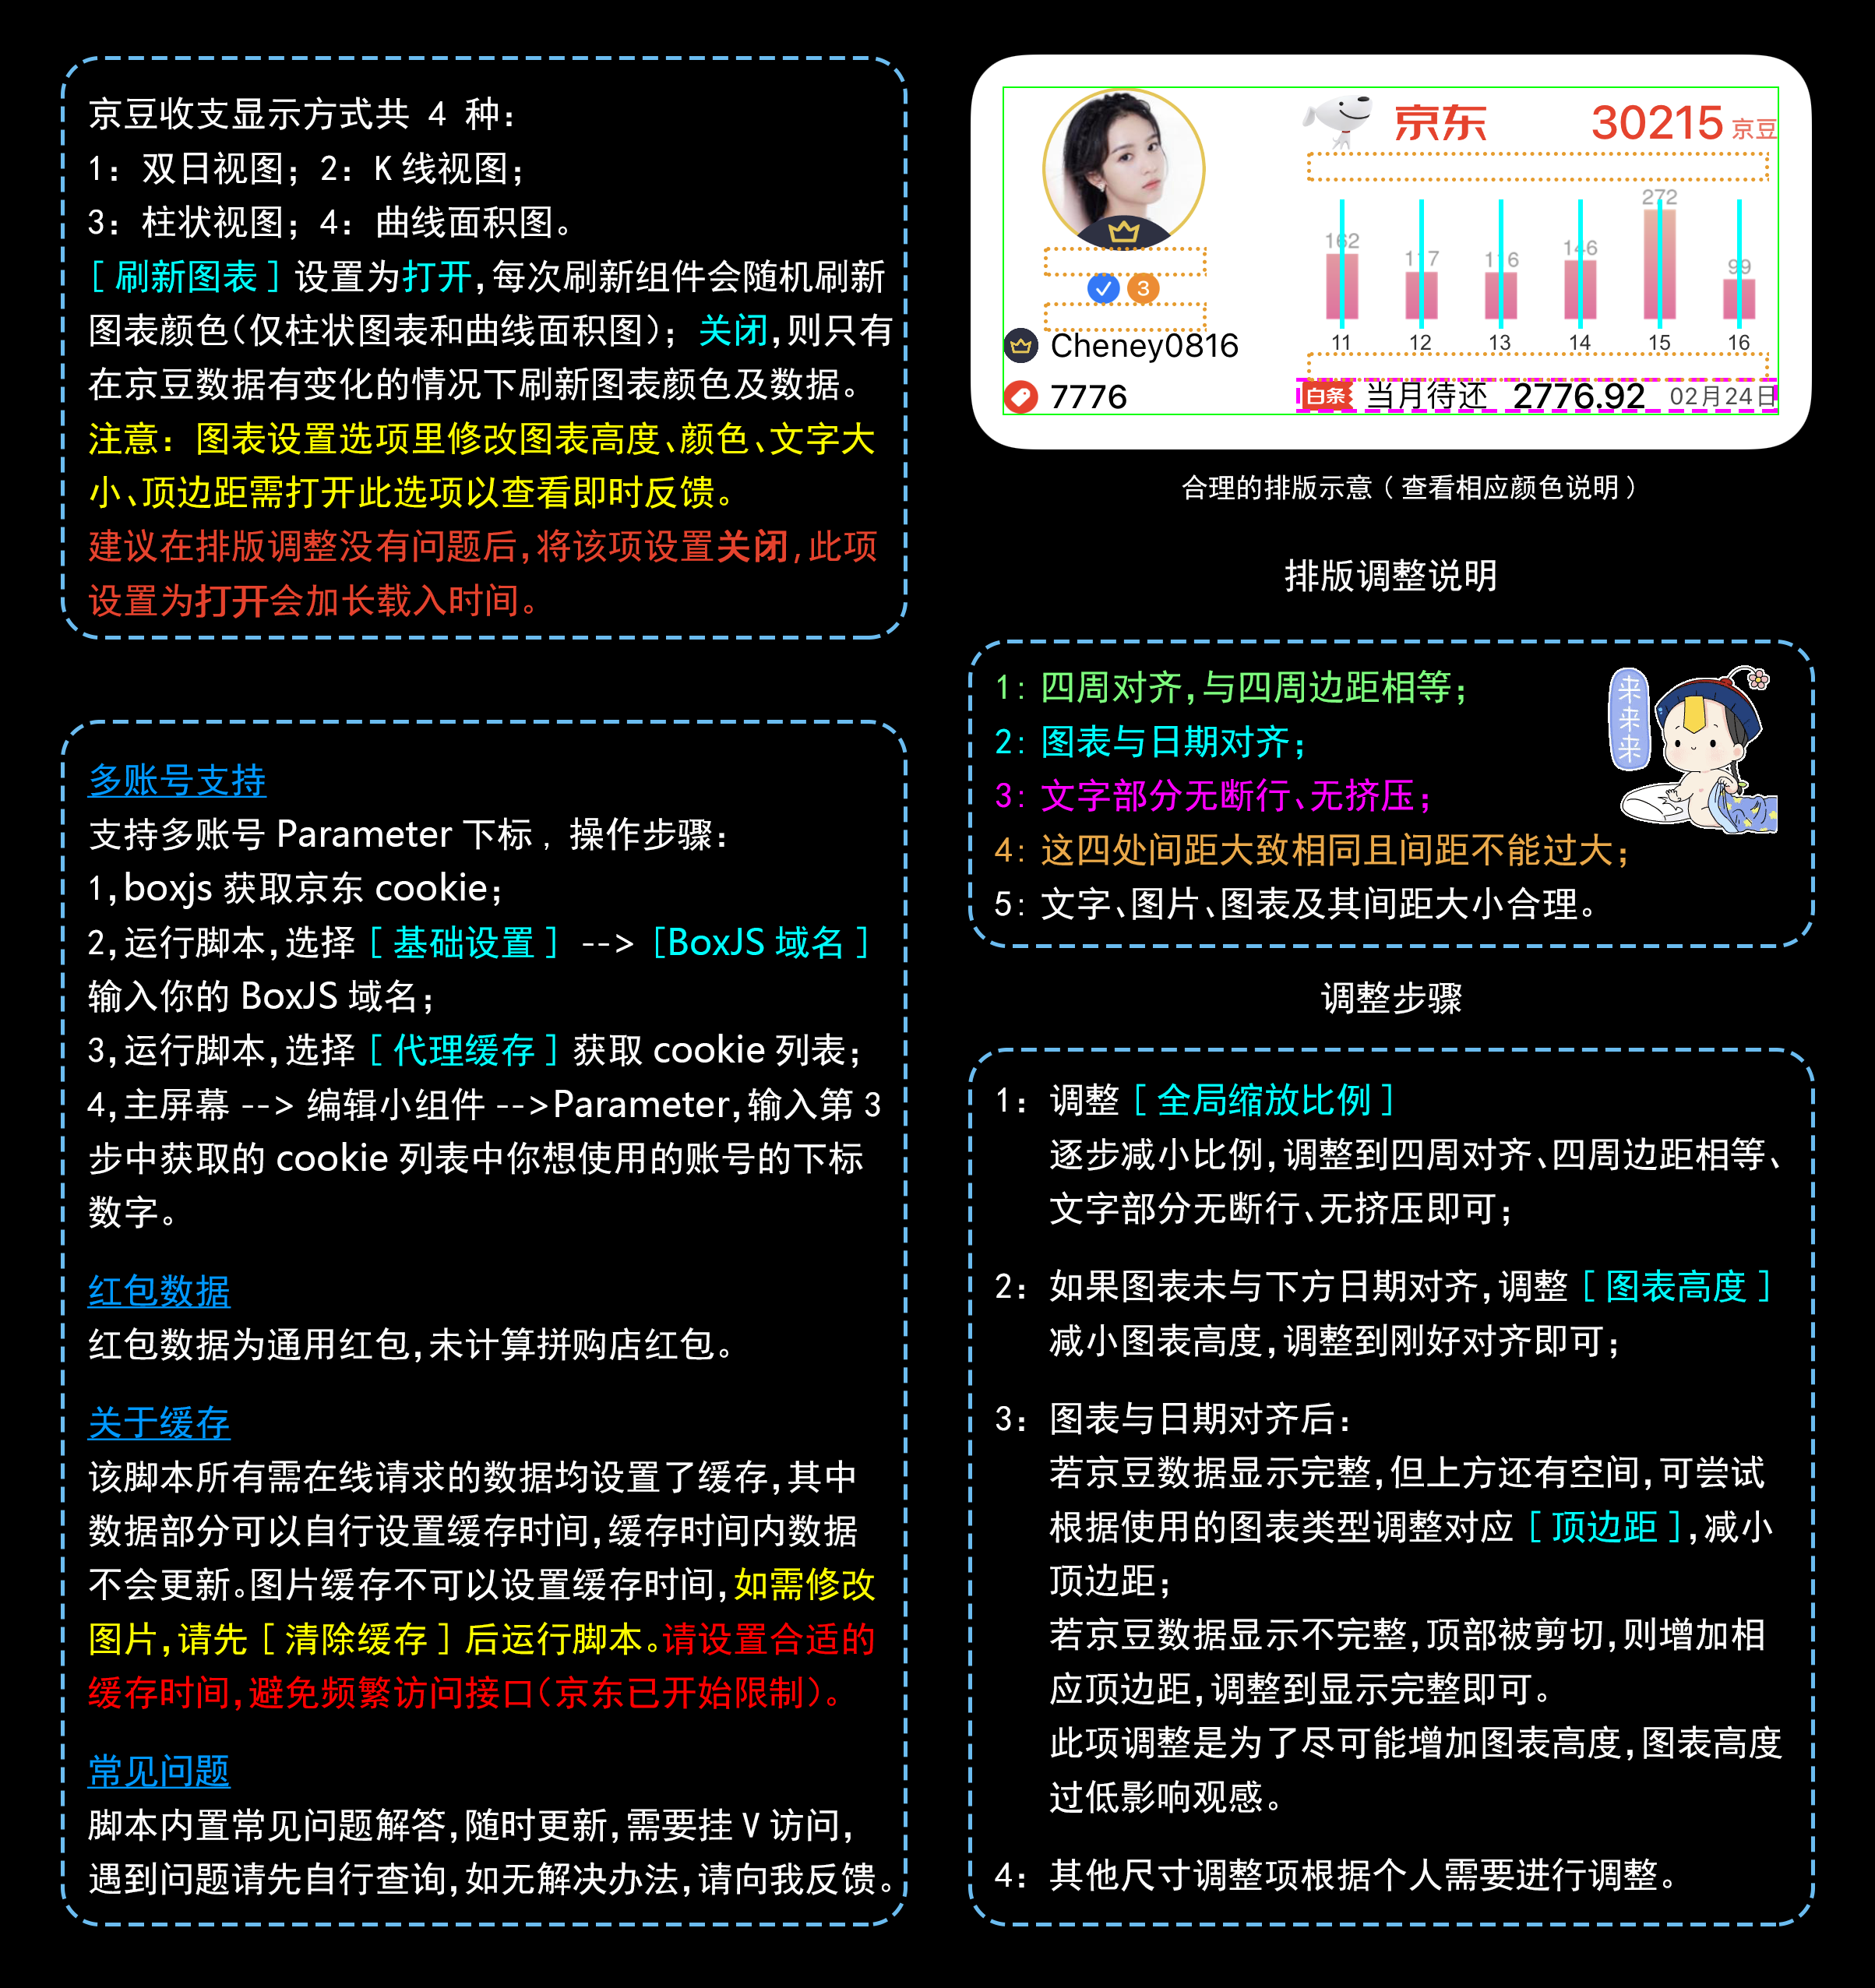 京豆收支显示方式共 4 种：
1：双日视图；2：K 线视图；
3：柱状视图；4：曲线面积图。
[ 刷新图表 ] 设置为打开，每次刷新组件会随机刷新
图表颜色（仅柱状图表和曲线面积图）；关闭，则只有
在京豆数据有变化的情况下刷新图表颜色及数据。
注意：图表设置选项里修改图表高度、颜色、文字大
小、顶边距需打开此选项以查看即时反馈。
建议在排版调整没有问题后，将该项设置关闭，此项
设置为打开会加长载入时间。
多账号支持
支持多账号 Parameter 下标，操作步骤：
1，boxjs 获取京东 cookie；
2，运行脚本，选择 [ 基础设置 ] --> [BoxJS 域名 ]
输入你的 BoxJS 域名；
3，运行脚本，选择 [ 代理缓存 ] 获取 cookie 列表；
4，主屏幕 --> 编辑小组件 -->Parameter，输入第 3
步中获取的 cookie 列表中你想使用的账号的下标
数字。
红包数据
红包数据为通用红包，未计算拼购店红包。
关于缓存
该脚本所有需在线请求的数据均设置了缓存，其中
数据部分可以自行设置缓存时间，缓存时间内数据
不会更新。图片缓存不可以设置缓存时间，如需修改
图片，请先 [ 清除缓存 ] 后运行脚本。请设置合适的
缓存时间，避免频繁访问接口（京东已开始限制）。
常见问题
脚本内置常见问题解答，随时更新，需要挂 V 访问，
遇到问题请先自行查询，如无解决办法，请向我反馈。
京东 30215 京豆
162 117 116 146 272 99
11 12 13 14 15 16
3
Cheney0816
7776
白条 当月待还 2776.92 02月24日
合理的排版示意（查看相应颜色说明）
排版调整说明
1：四周对齐，与四周边距相等；
2：图表与日期对齐；
3：文字部分无断行、无挤压；
4：这四处间距大致相同且间距不能过大；
5：文字、图片、图表及其间距大小合理。
来来来
调整步骤
1：调整 [ 全局缩放比例 ]
逐步减小比例，调整到四周对齐、四周边距相等、
文字部分无断行、无挤压即可；
2：如果图表未与下方日期对齐，调整 [ 图表高度 ]
减小图表高度，调整到刚好对齐即可；
3：图表与日期对齐后：
若京豆数据显示完整，但上方还有空间，可尝试
根据使用的图表类型调整对应 [ 顶边距 ]，减小
顶边距；
若京豆数据显示不完整，顶部被剪切，则增加相
应顶边距，调整到显示完整即可。
此项调整是为了尽可能增加图表高度，图表高度
过低影响观感。
4：其他尺寸调整项根据个人需要进行调整。